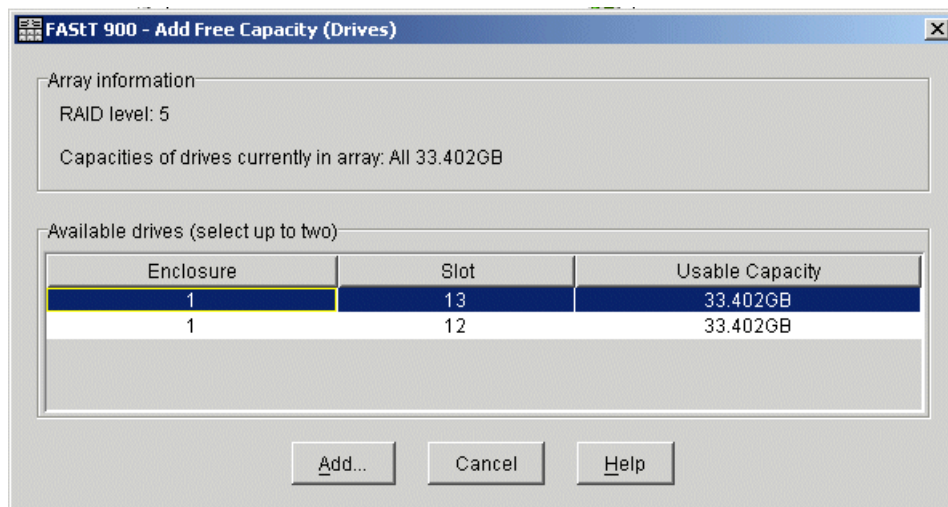 FAStT 900 - Add Free Capacity (Drives)
Array information
RAID level: 5
Capacities of drives currently in array: All 33.402GB
Available drives (select up to two)
Enclosure Slot Usable Capacity
1 13 33.402GB
1 12 33.402GB
Add... Cancel Help